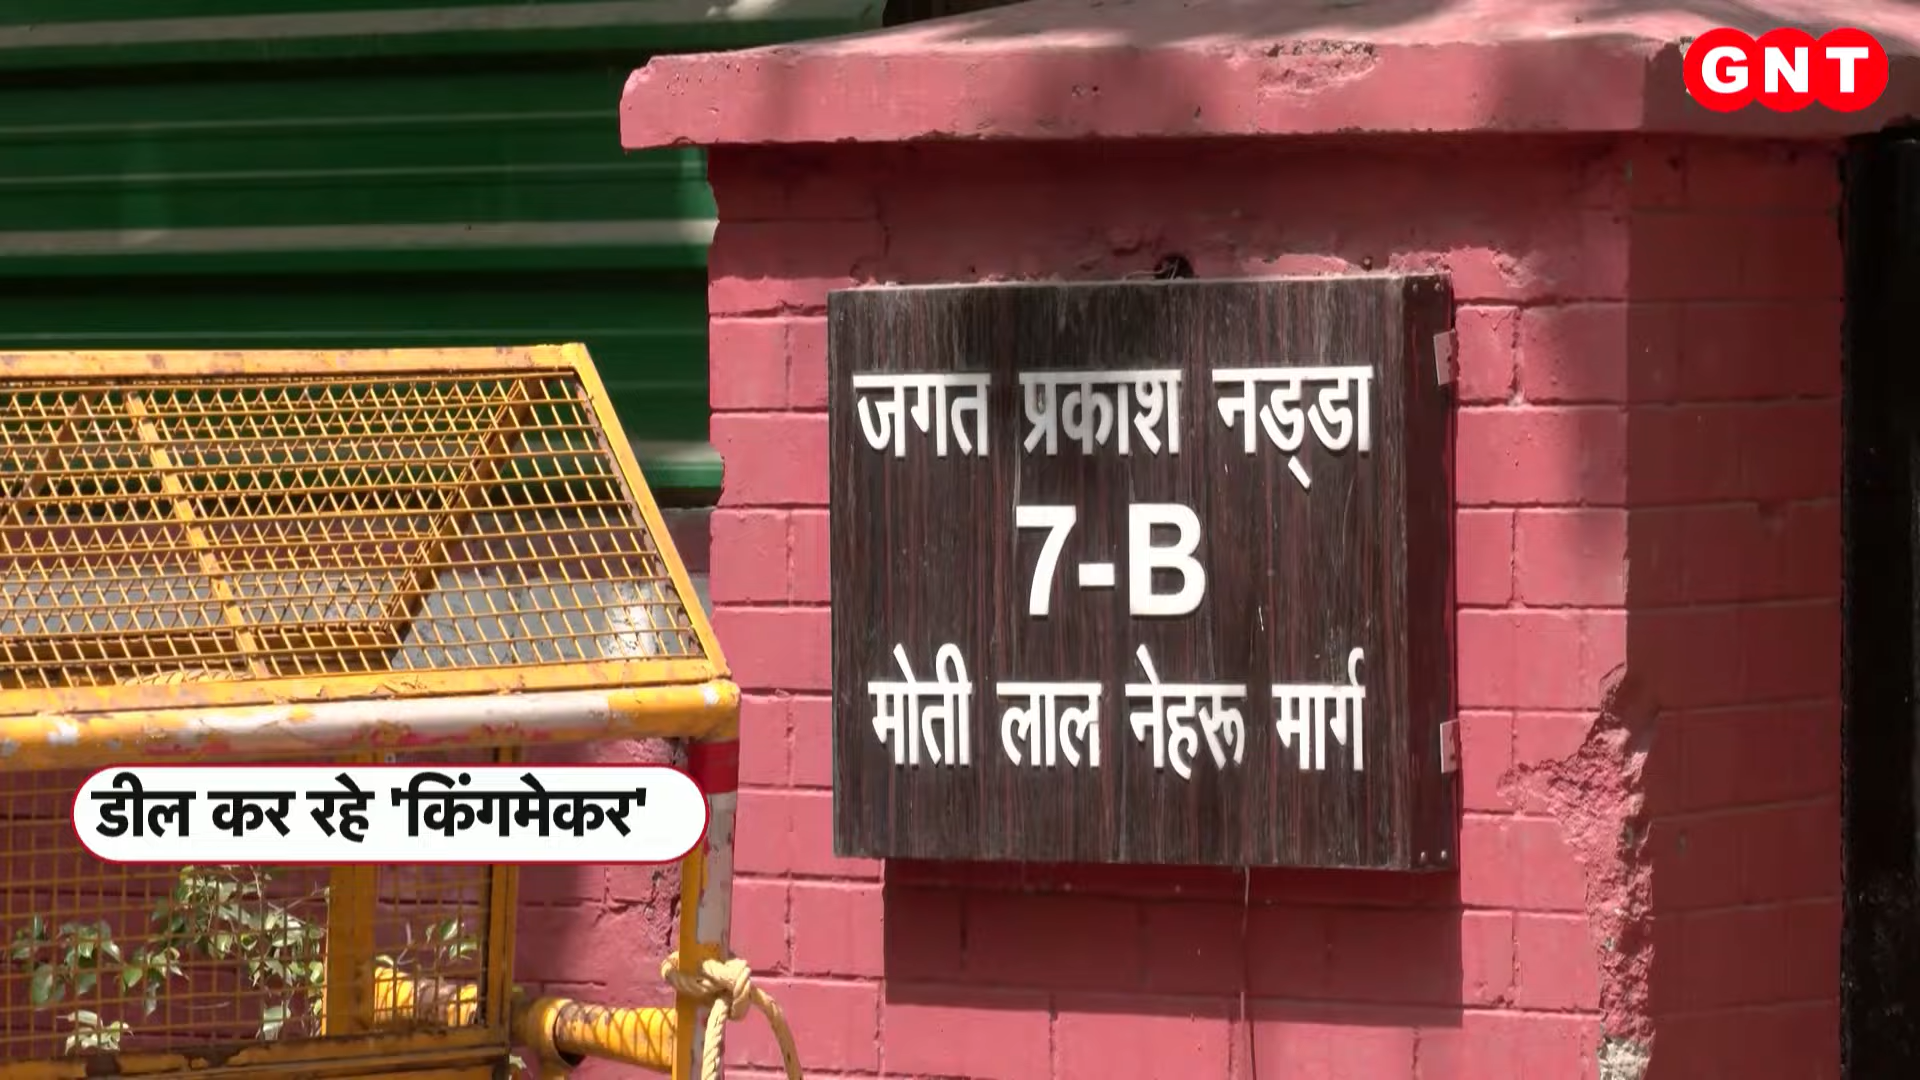 GNT
जगत प्रकाश नड्डा
7-B
मोती लाल नेहरू मार्ग
डील कर रहे 'किंगमेकर'